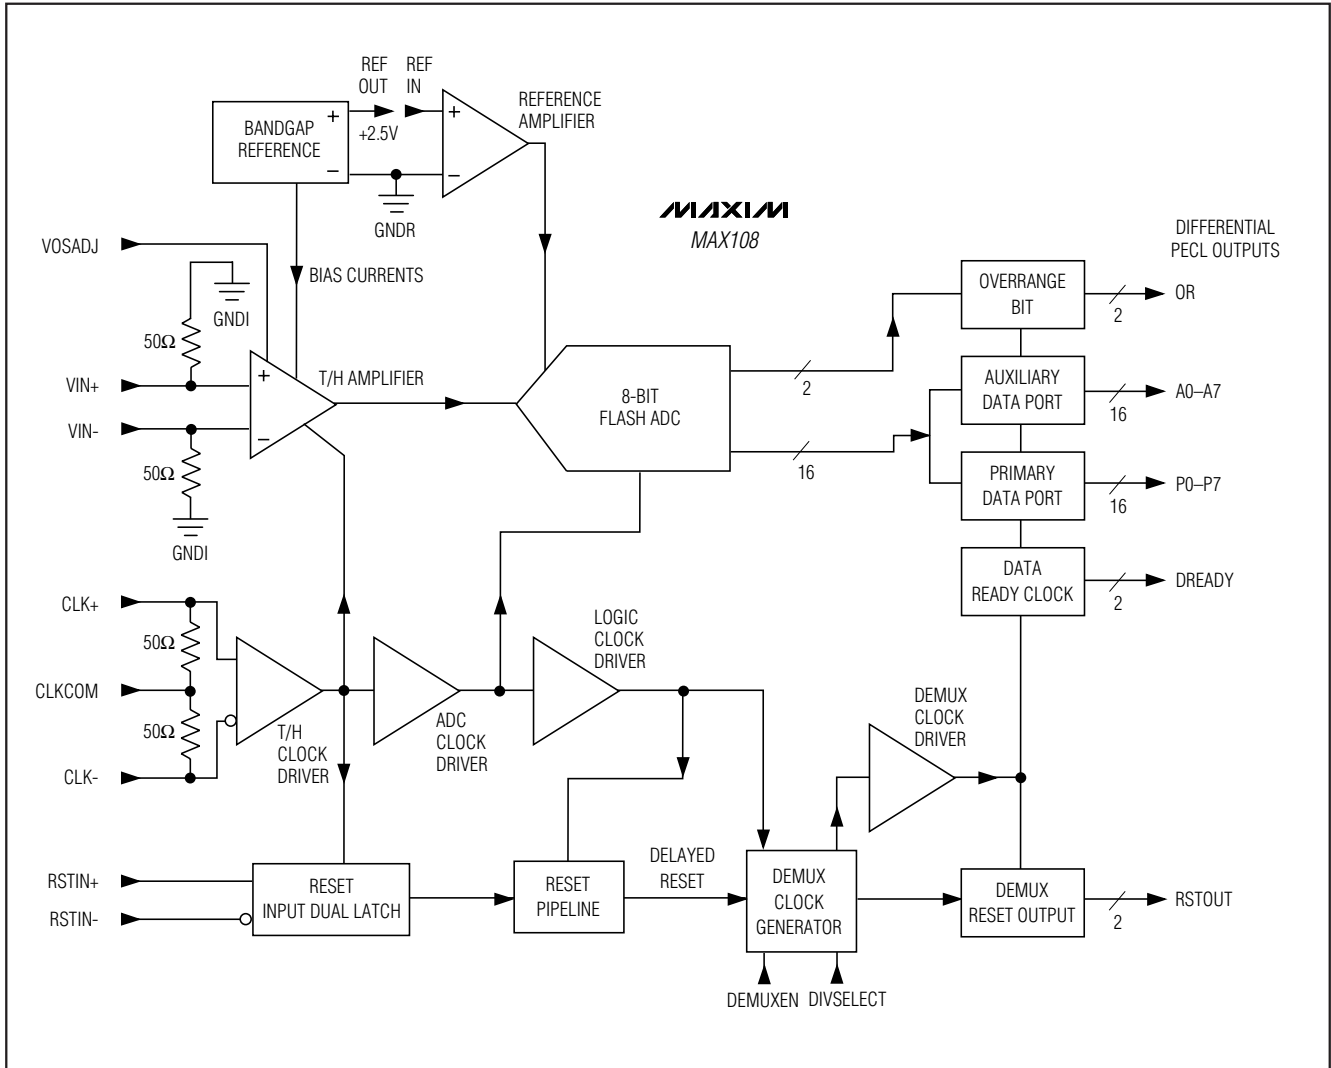 REF
OUT
REF
IN
REFERENCE
AMPLIFIER
BANDGAP
REFERENCE
+
−
+2.5V
+
−
GNDR
MAXIM
MAX108
DIFFERENTIAL
PECL OUTPUTS
VOSADJ
BIAS CURRENTS
GNDI
50Ω
VIN+
VIN-
+
−
T/H AMPLIFIER
50Ω
GNDI
8-BIT
FLASH ADC
2
16
OVERRANGE
BIT
2
OR
AUXILIARY
DATA PORT
16
A0–A7
PRIMARY
DATA PORT
16
P0–P7
DATA
READY CLOCK
2
DREADY
CLK+
50Ω
CLKCOM
50Ω
CLK-
T/H
CLOCK
DRIVER
ADC
CLOCK
DRIVER
LOGIC
CLOCK
DRIVER
DEMUX
CLOCK
DRIVER
RSTIN+
RSTIN-
RESET
INPUT DUAL LATCH
RESET
PIPELINE
DELAYED
RESET
DEMUX
CLOCK
GENERATOR
DEMUX
RESET OUTPUT
2
RSTOUT
DEMUXEN
DIVSELECT